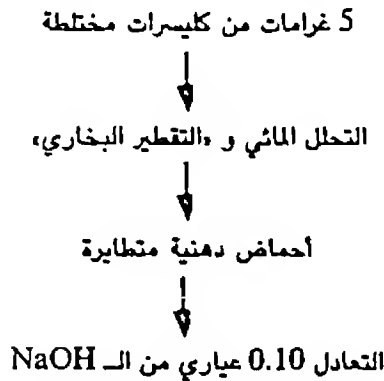 5 غرامات من كليسرات مختلطة
التحلل المائي و «التقطير البخاري»
أحماض دهنية متطايرة
التعادل 0.10 عياري من الـ NaOH